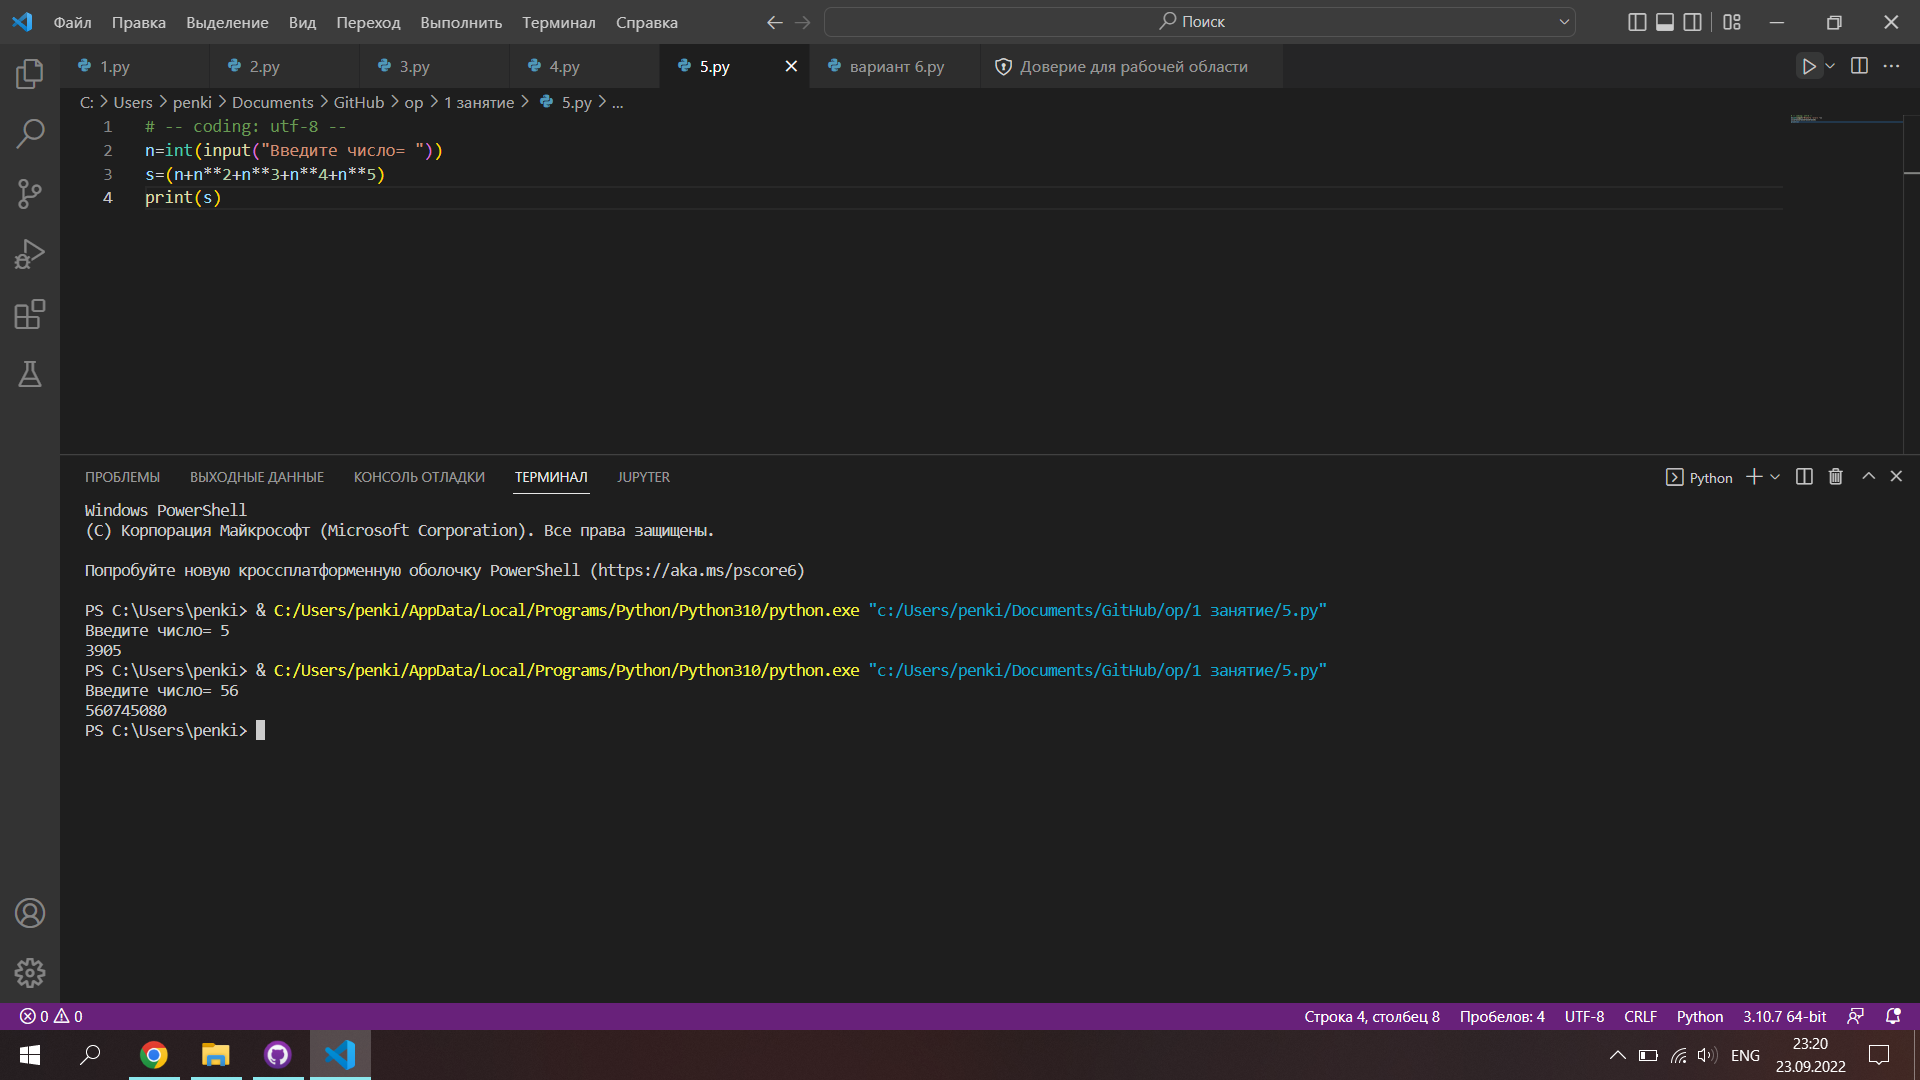 Файл Правка Выделение Вид Переход Выполнить Терминал Справка Поиск
1.py 2.py 3.py 4.py 5.py вариант 6.py Доверие для рабочей области
C: > Users > penki > Documents > GitHub > op > 1 занятие > 5.py > ...
1 # -- coding: utf-8 --
2 n=int(input("Введите число= "))
3 s=(n+n**2+n**3+n**4+n**5)
4 print(s)
ПРОБЛЕМЫ ВЫХОДНЫЕ ДАННЫЕ КОНСОЛЬ ОТЛАДКИ ТЕРМИНАЛ JUPYTER Python
Windows PowerShell
(C) Корпорация Майкрософт (Microsoft Corporation). Все права защищены.
Попробуйте новую кроссплатформенную оболочку PowerShell (https://aka.ms/pscore6)
PS C:\Users\penki> & C:/Users/penki/AppData/Local/Programs/Python/Python310/python.exe "c:/Users/penki/Documents/GitHub/op/1 занятие/5.py"
Введите число= 5
3905
PS C:\Users\penki> & C:/Users/penki/AppData/Local/Programs/Python/Python310/python.exe "c:/Users/penki/Documents/GitHub/op/1 занятие/5.py"
Введите число= 56
560745080
PS C:\Users\penki>
0 0 Строка 4, столбец 8 Пробелов: 4 UTF-8 CRLF Python 3.10.7 64-bit
ENG 23:20
23.09.2022